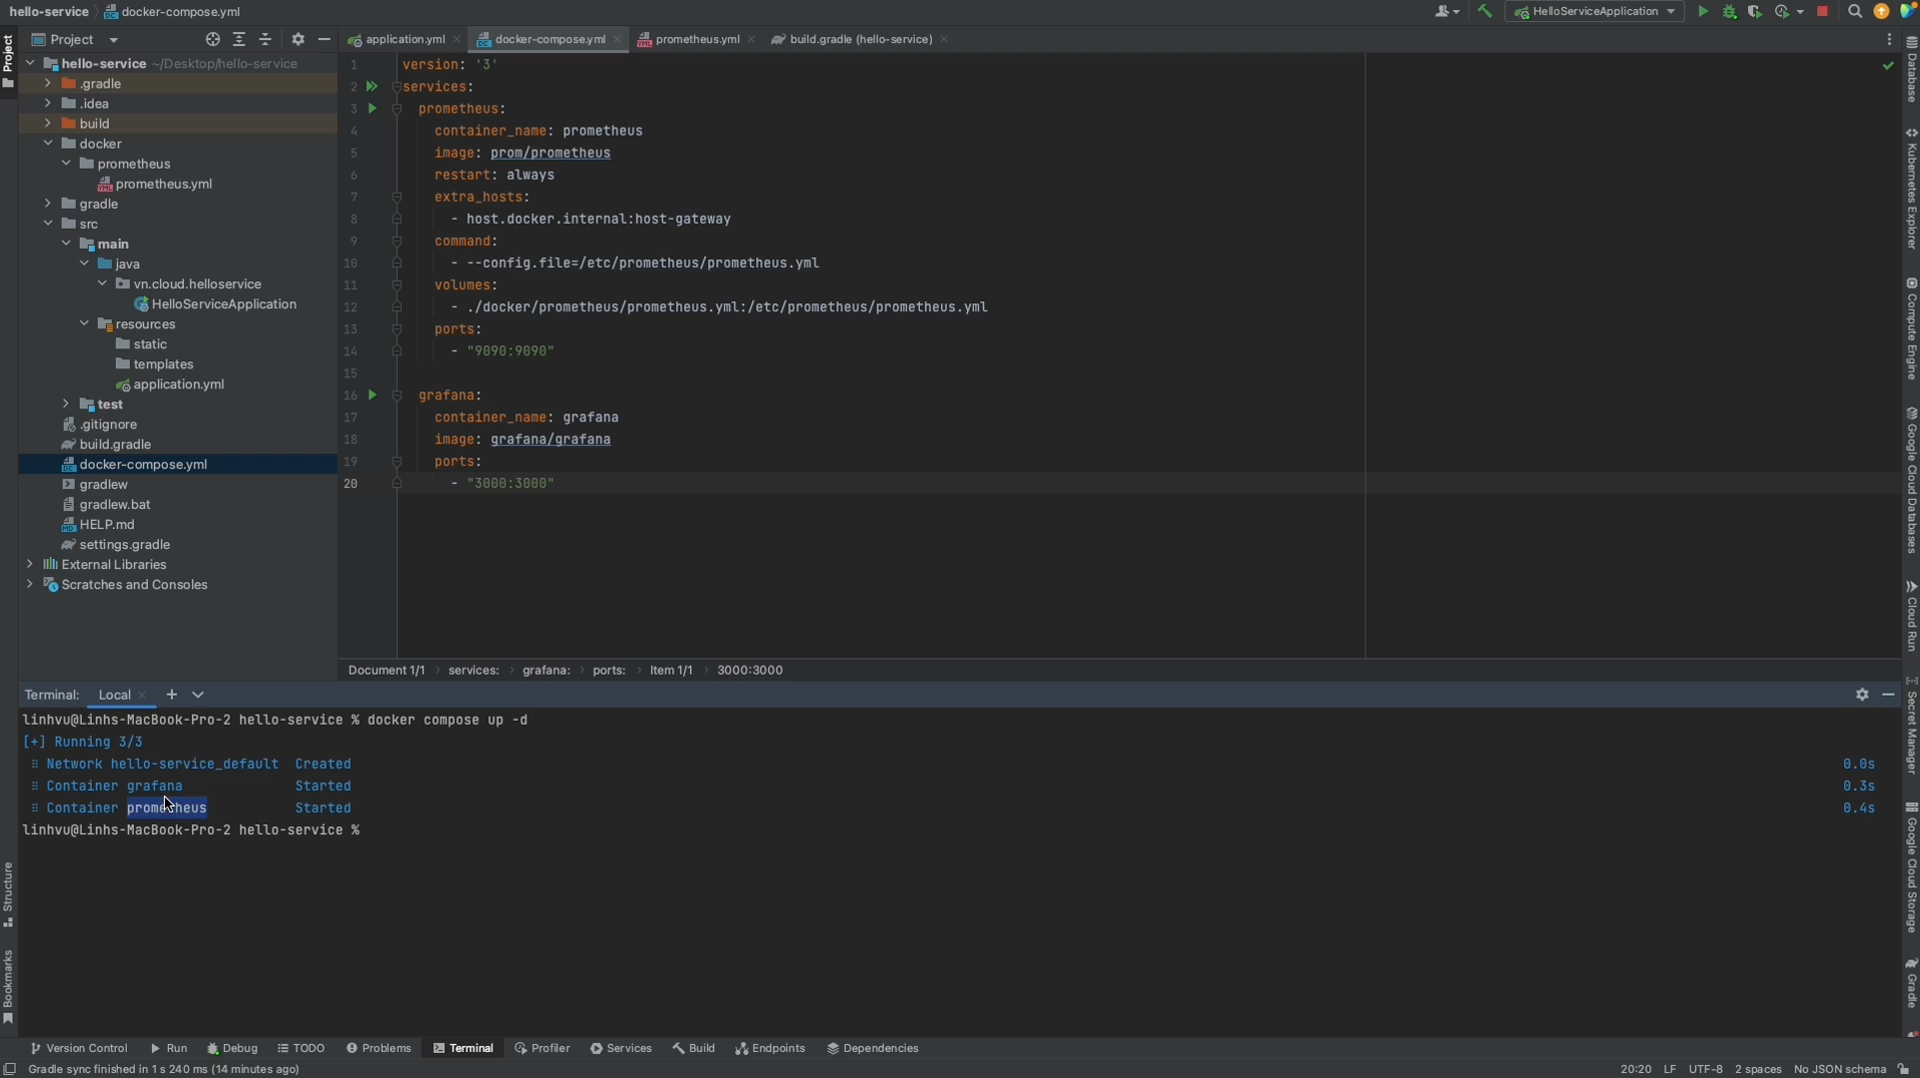 hello-service
docker-compose.yml
HelloServiceApplication
Project
application.yml
docker-compose.yml
prometheus.yml
build.gradle (hello-service)
Project
hello-service ~/Desktop/hello-service
.gradle
.idea
build
docker
prometheus
prometheus.yml
gradle
src
main
java
vn.cloud.helloservice
HelloServiceApplication
resources
static
templates
application.yml
test
.gitignore
build.gradle
docker-compose.yml
gradlew
gradlew.bat
HELP.md
settings.gradle
External Libraries
Scratches and Consoles
1 version: '3'
2 services:
3 prometheus:
4 container_name: prometheus
5 image: prom/prometheus
6 restart: always
7 extra_hosts:
8 - host.docker.internal:host-gateway
9 command:
10 - --config.file=/etc/prometheus/prometheus.yml
11 volumes:
12 - ./docker/prometheus/prometheus.yml:/etc/prometheus/prometheus.yml
13 ports:
14 - "9090:9090"
15
16 grafana:
17 container_name: grafana
18 image: grafana/grafana
19 ports:
20 - "3000:3000"
Document 1/1 › services: › grafana: › ports: › Item 1/1 › 3000:3000
Database
Kubernetes Explorer
Compute Engine
Google Cloud Databases
Cloud Run
Secret Manager
Google Cloud Storage
Gradle
Terminal: Local
linhvu@Linhs-MacBook-Pro-2 hello-service % docker compose up -d
[+] Running 3/3
⠿ Network hello-service_default Created 0.0s
⠿ Container grafana Started 0.3s
⠿ Container prometheus Started 0.4s
linhvu@Linhs-MacBook-Pro-2 hello-service %
Structure
Bookmarks
Version Control
Run
Debug
TODO
Problems
Terminal
Profiler
Services
Build
Endpoints
Dependencies
Gradle sync finished in 1 s 240 ms (14 minutes ago)
20:20 LF UTF-8 2 spaces No JSON schema